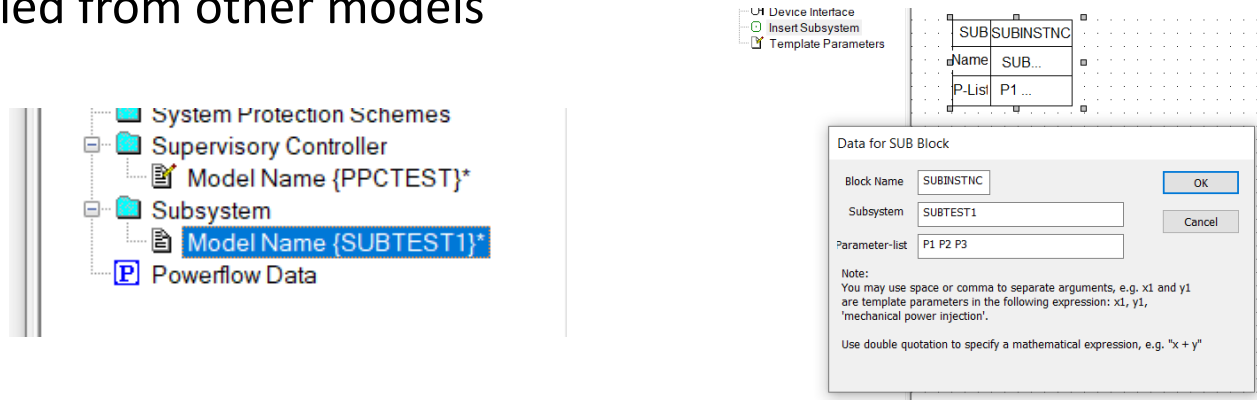 led from other models
System Protection Schemes
Supervisory Controller
Model Name {PPCTEST}*
Subsystem
Model Name {SUBTEST1}*
P Powerflow Data
UI Device Interface
Insert Subsystem
Template Parameters
SUB SUBINSTNC
Name SUB...
P-List P1 ...
Data for SUB Block
Block Name SUBINSTNC OK
Subsystem SUBTEST1 Cancel
Parameter-list P1 P2 P3
Note:
You may use space or comma to separate arguments, e.g. x1 and y1
are template parameters in the following expression: x1, y1,
'mechanical power injection'.
Use double quotation to specify a mathematical expression, e.g. "x + y"